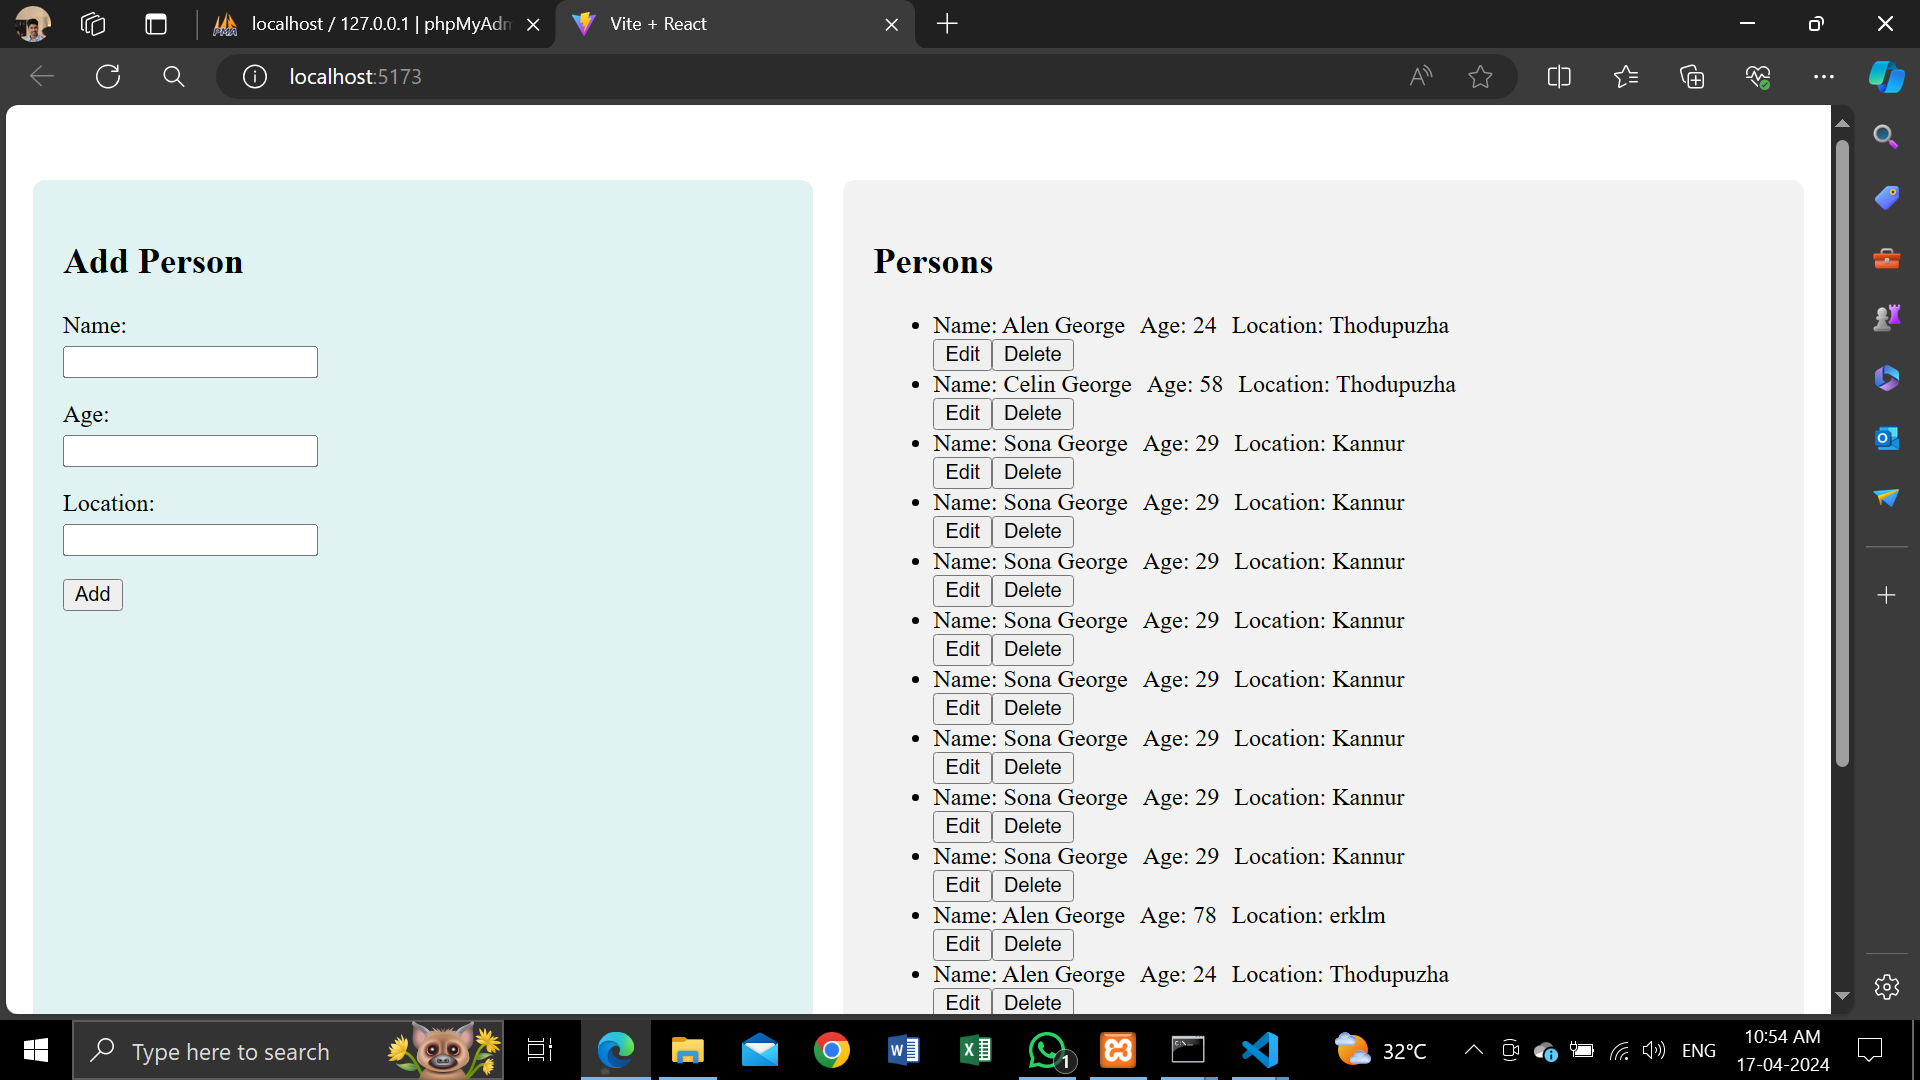 localhost / 127.0.0.1 | phpMyAdm
Vite + React
localhost:5173
Add Person
Name:
Age:
Location:
Add
Persons
Name: Alen George Age: 24 Location: Thodupuzha
Edit Delete
Name: Celin George Age: 58 Location: Thodupuzha
Edit Delete
Name: Sona George Age: 29 Location: Kannur
Edit Delete
Name: Sona George Age: 29 Location: Kannur
Edit Delete
Name: Sona George Age: 29 Location: Kannur
Edit Delete
Name: Sona George Age: 29 Location: Kannur
Edit Delete
Name: Sona George Age: 29 Location: Kannur
Edit Delete
Name: Sona George Age: 29 Location: Kannur
Edit Delete
Name: Sona George Age: 29 Location: Kannur
Edit Delete
Name: Sona George Age: 29 Location: Kannur
Edit Delete
Name: Alen George Age: 78 Location: erklm
Edit Delete
Name: Alen George Age: 24 Location: Thodupuzha
Edit Delete
Type here to search
1
32°C
ENG
10:54 AM
17-04-2024